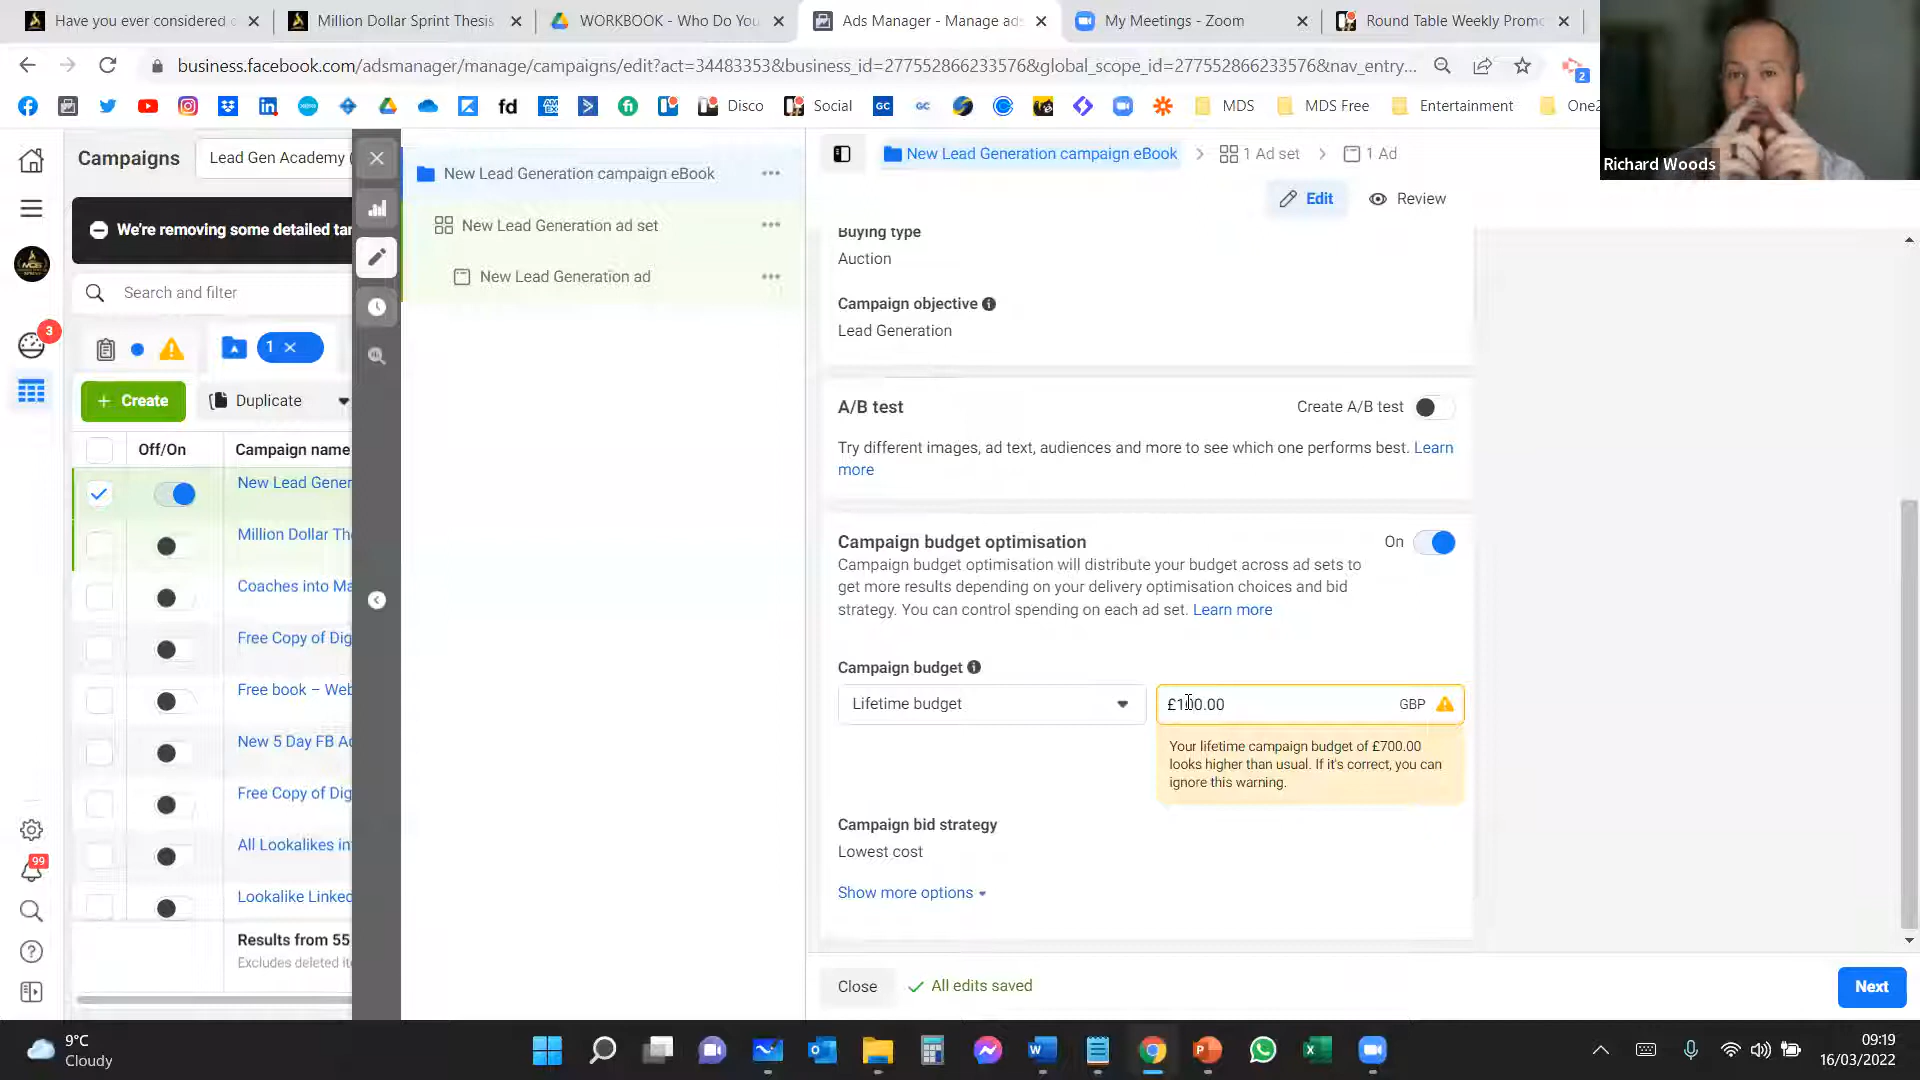 Have you ever considered
Million Dollar Sprint Thesis
WORKBOOK - Who Do You
Ads Manager - Manage ads
My Meetings - Zoom
Round Table Weekly Promo
business.facebook.com/adsmanager/manage/campaigns/edit?act=34483353&business_id=277552866233576&global_scope_id=277552866233576&nav_entry...
2
fd
Disco
Social
GC
GC
MDS
MDS Free
Entertainment
One2
Richard Woods
Campaigns
Lead Gen Academy (
We're removing some detailed tar
Search and filter
3
1
Create
Duplicate
Off/On
Campaign name
New Lead Gener
Million Dollar Th
Coaches into Ma
Free Copy of Dig
Free book – Web
New 5 Day FB Ad
Free Copy of Dig
All Lookalikes in
Lookalike Linked
Results from 55
Excludes deleted it
99
New Lead Generation campaign eBook
New Lead Generation ad set
New Lead Generation ad
New Lead Generation campaign eBook
1 Ad set
1 Ad
Edit
Review
Buying type
Auction
Campaign objective
Lead Generation
A/B test
Create A/B test
Try different images, ad text, audiences and more to see which one performs best. Learn
more
Campaign budget optimisation
On
Campaign budget optimisation will distribute your budget across ad sets to
get more results depending on your delivery optimisation choices and bid
strategy. You can control spending on each ad set. Learn more
Campaign budget
Lifetime budget
£100.00
GBP
Your lifetime campaign budget of £700.00
looks higher than usual. If it's correct, you can
ignore this warning.
Campaign bid strategy
Lowest cost
Show more options
Close
All edits saved
Next
9°C
Cloudy
09:19
16/03/2022